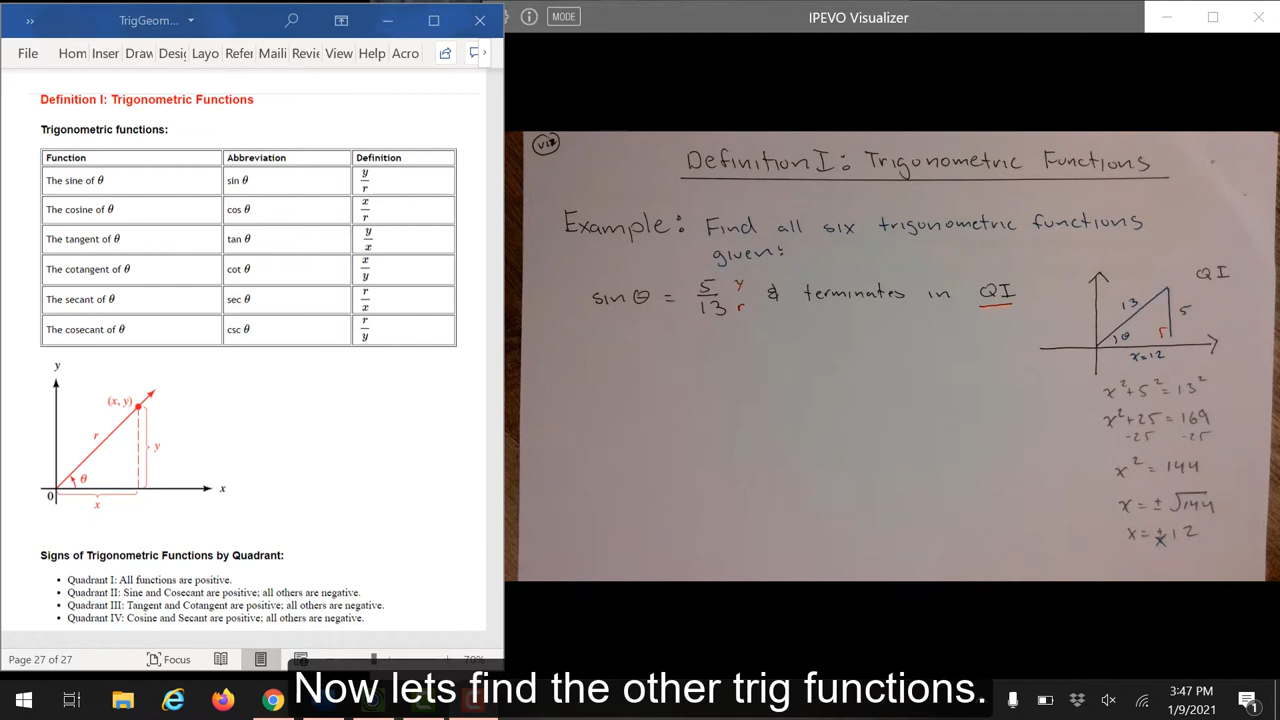 TrigGeom...
File Hom Inser Draw Desig Layo Refer Maili Revie View Help Acro
Definition I: Trigonometric Functions
Trigonometric functions:
Function Abbreviation Definition
The sine of θ sin θ y/r
The cosine of θ cos θ x/r
The tangent of θ tan θ y/x
The cotangent of θ cot θ x/y
The secant of θ sec θ r/x
The cosecant of θ csc θ r/y
y
(x, y)
r
y
θ
0
x
x
Signs of Trigonometric Functions by Quadrant:
• Quadrant I: All functions are positive.
• Quadrant II: Sine and Cosecant are positive; all others are negative.
• Quadrant III: Tangent and Cotangent are positive; all others are negative.
• Quadrant IV: Cosine and Secant are positive; all others are negative.
Page 27 of 27 Focus 70%
MODE IPEVO Visualizer
Definition I: Trigonometric Functions
Example: Find all six trigonometric functions
given:
sin θ = 5/13 y/r & terminates in QI
QI
13
5
θ
x=12
x²+5²=13²
x²+25=169
-25 -25
x² = 144
x = ± √144
x = ± 12
Now lets find the other trig functions.
3:47 PM
1/9/2021
1